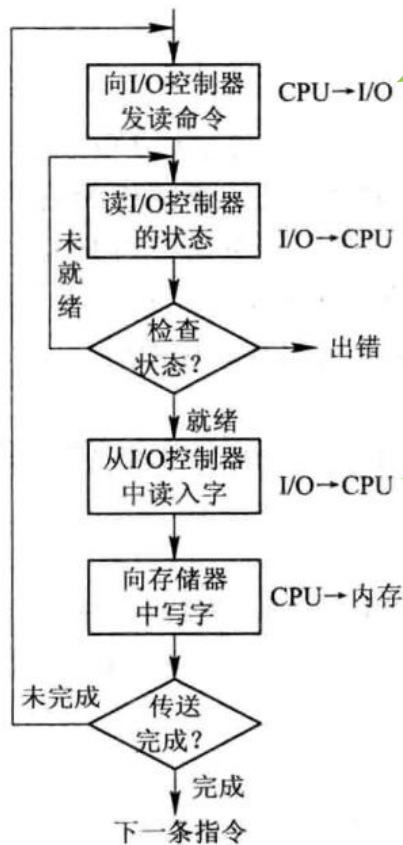 向I/O控制器
发读命令
CPU→I/O
读I/O控制器
的状态
I/O→CPU
未
就
绪
检查
状态？
出错
就绪
从I/O控制器
中读入字
I/O→CPU
向存储器
中写字
CPU→内存
未完成
传送
完成？
完成
下一条指令